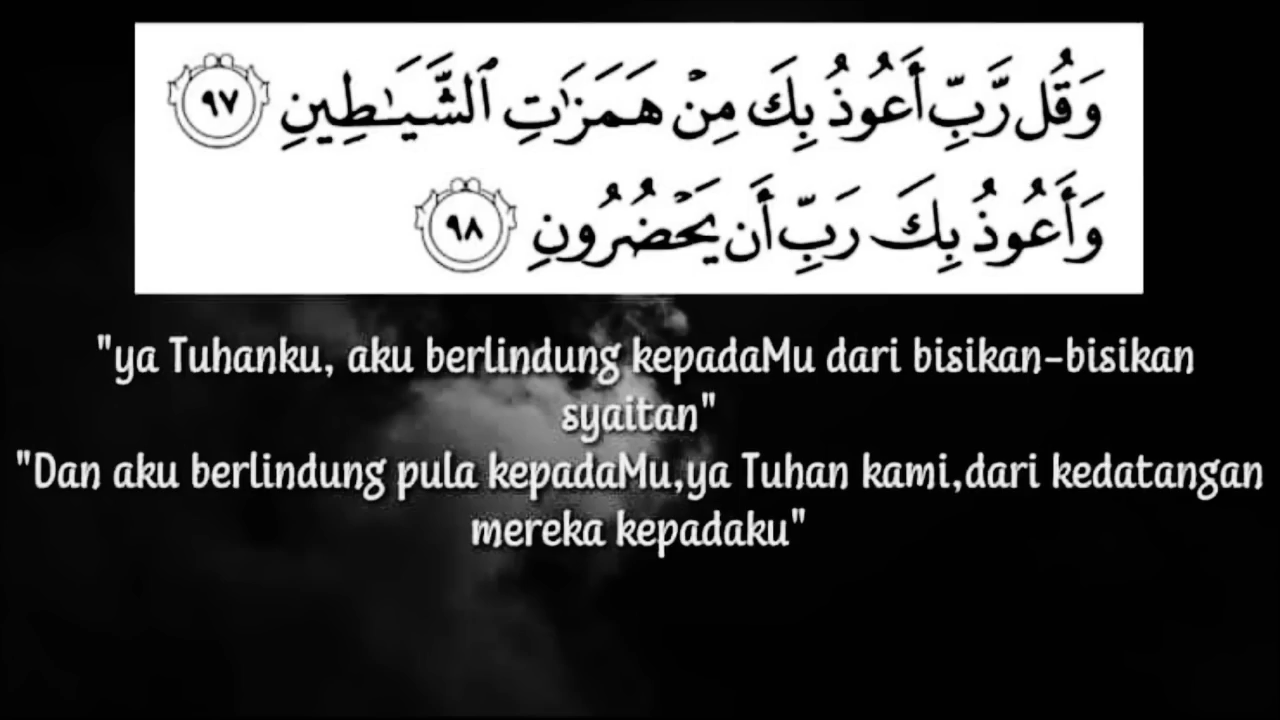 وَقُل رَّبِّ أَعُوذُ بِكَ مِنْ هَمَزَٰتِ ٱلشَّيَـٰطِينِ ٩٧
وَأَعُوذُ بِكَ رَبِّ أَن يَحْضُرُونِ ٩٨
"ya Tuhanku, aku berlindung kepadaMu dari bisikan-bisikan
syaitan"
"Dan aku berlindung pula kepadaMu,ya Tuhan kami,dari kedatangan
mereka kepadaku"